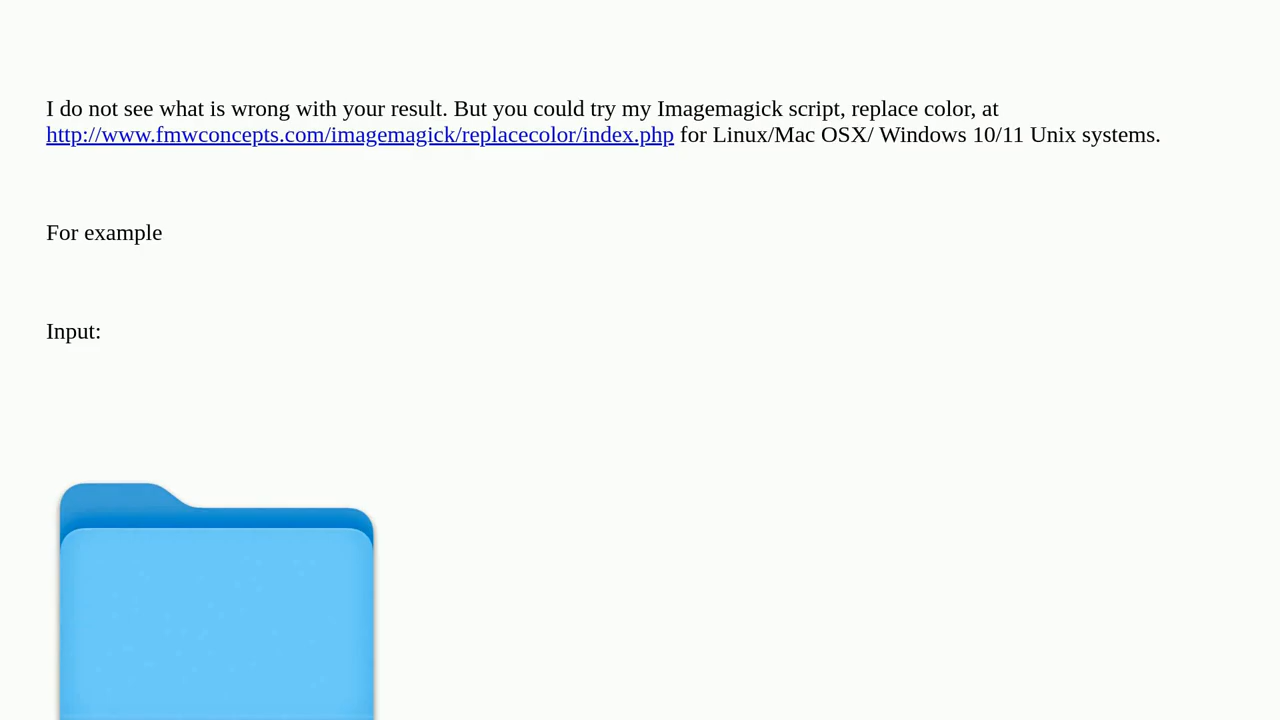 I do not see what is wrong with your result. But you could try my Imagemagick script, replace color, at
http://www.fmwconcepts.com/imagemagick/replacecolor/index.php for Linux/Mac OSX/ Windows 10/11 Unix systems.
For example
Input: